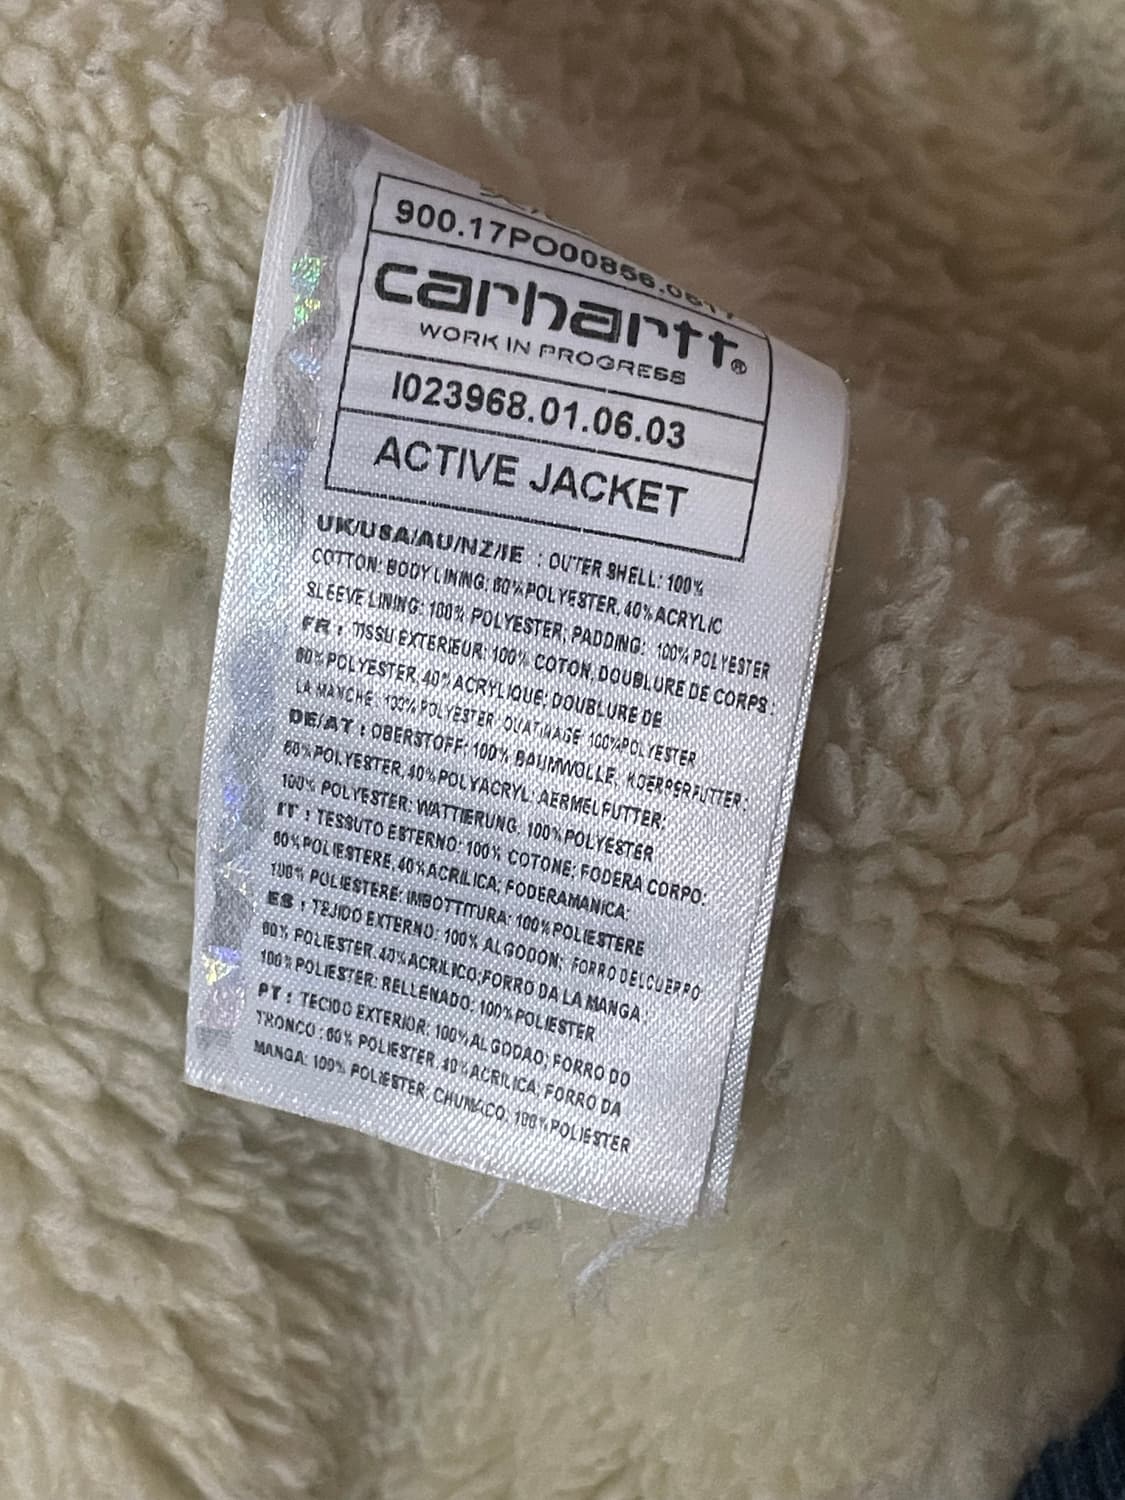 900.17PO00856.0617
carhartt®
WORK IN PROGRESS
I023968.01.06.03
ACTIVE JACKET
UK/USA/AU/NZ/IE : OUTER SHELL: 100%
COTTON: BODY LINING: 60% POLYESTER, 40% ACRYLIC
SLEEVE LINING: 100% POLYESTER; PADDING: 100% POLYESTER
FR : TISSU EXTERIEUR: 100% COTON, DOUBLURE DE CORPS :
60% POLYESTER, 40% ACRYLIQUE; DOUBLURE DE
LA MANCHE: 100% POLYESTER OUATINAGE 100%POLYESTER
DE/AT : OBERSTOFF: 100% BAUMWOLLE, KOERPERFUTTER:
60%POLYESTER, 40%POLYACRYL: AERMELFUTTER:
100% POLYESTER: WATTIERUNG: 100%POLYESTER
IT : TESSUTO ESTERNO: 100% COTONE; FODERA CORPO:
60%POLIESTERE, 40%ACRILICA; FODERAMANICA:
100% POLIESTERE: IMBOTTITURA: 100%POLIESTERE
ES : TEJIDO EXTERNO: 100% ALGODON; FORRO DEL CUERPO
60% POLIESTER, 40%ACRILICO;FORRO DA LA MANGA :
100% POLIESTER: RELLENADO: 100%POLIESTER
PT : TECIDO EXTERIOR: 100%ALGODAO; FORRO DO
TRONCO : 60% POLIESTER, 40%ACRILICA; FORRO DA
MANGA: 100% POLIESTER; CHUMACO: 100%POLIESTER